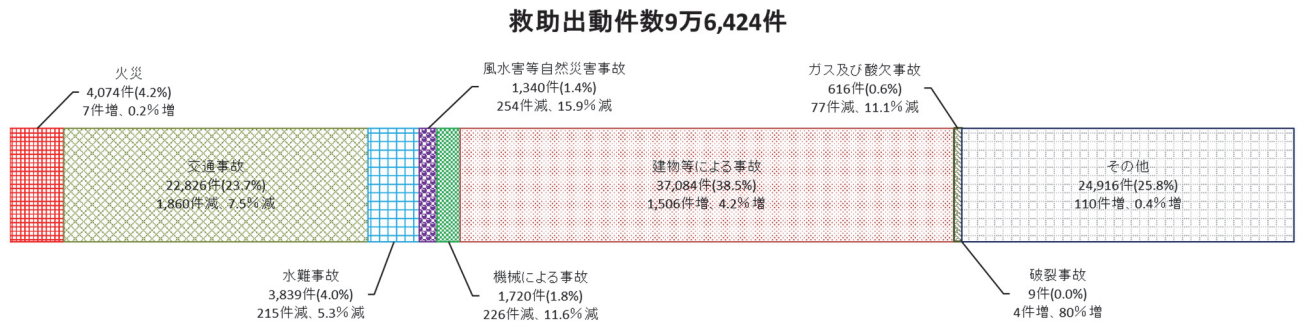 救助出動件数9万6,424件
火災
4,074件(4.2%)
7件増、0.2％増
風水害等自然災害事故
1,340件(1.4%)
254件減、15.9％減
ガス及び酸欠事故
616件(0.6%)
77件減、11.1％減
交通事故
22,826件(23.7%)
1,860件減、7.5％減
建物等による事故
37,084件(38.5%)
1,506件増、4.2％増
その他
24,916件(25.8%)
110件増、0.4％増
水難事故
3,839件(4.0%)
215件減、5.3％減
機械による事故
1,720件(1.8%)
226件減、11.6％減
破裂事故
9件(0.0%)
4件増、80％増